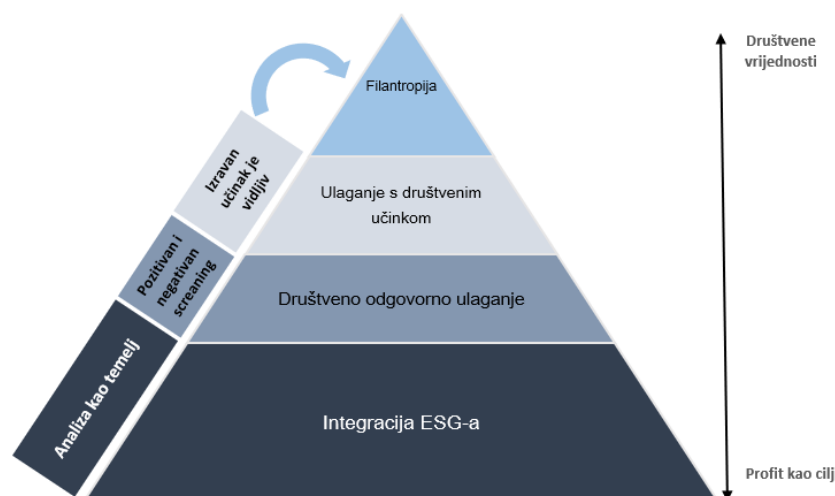 Društvene
vrijednosti
Filantropija
Izravan
učinak je
vidljiv
Ulaganje s društvenim
učinkom
Pozitivan i
negativan
screaning
Društveno odgovorno ulaganje
Analiza kao temelj
Integracija ESG-a
Profit kao cilj